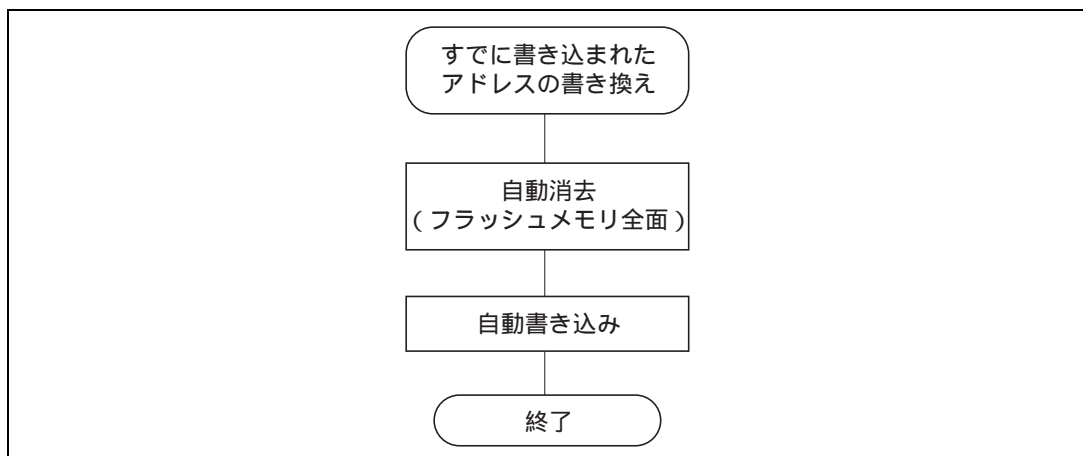 すでに書き込まれた
アドレスの書き換え
自動消去
(フラッシュメモリ全面)
自動書き込み
終了